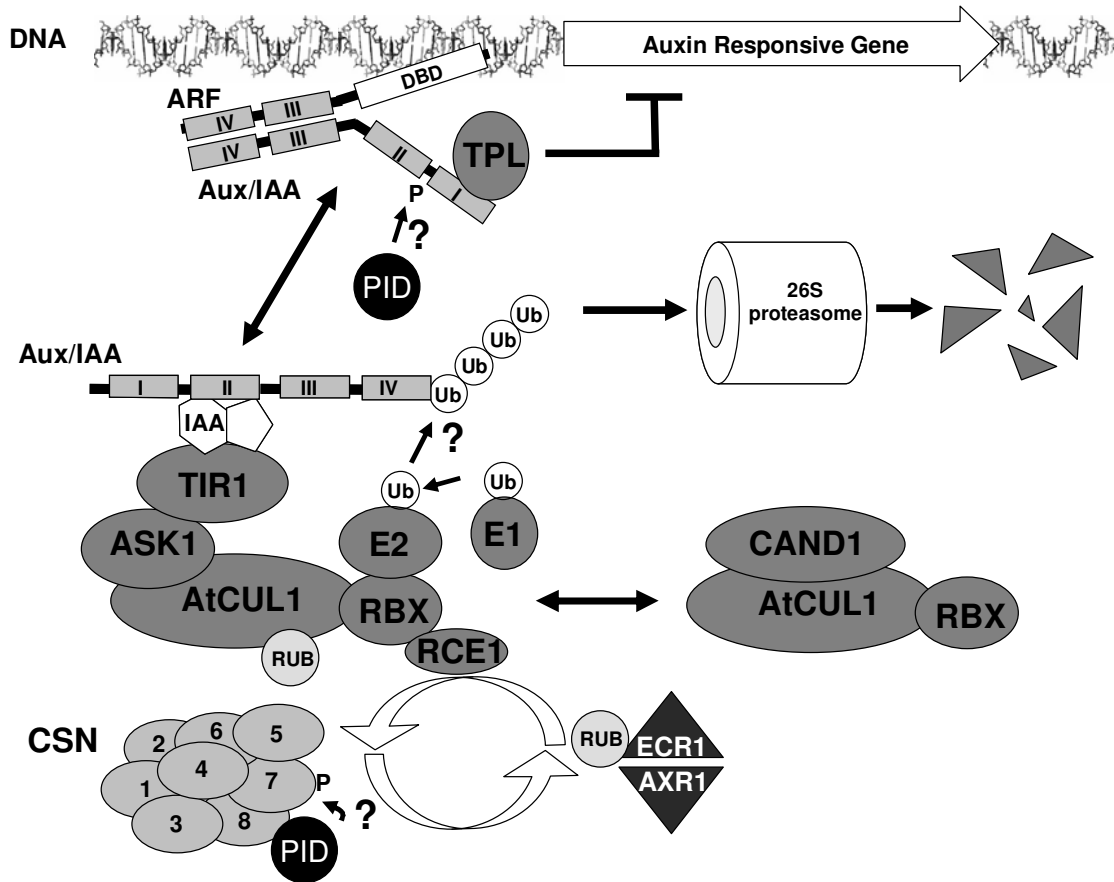 DNA
Auxin Responsive Gene
DBD
ARF
IV
III
IV
III
II
I
TPL
Aux/IAA
P
?
PID
26S
proteasome
Aux/IAA
I
II
III
IV
Ub
Ub
Ub
Ub
IAA
?
TIR1
Ub
Ub
ASK1
E2
E1
CAND1
AtCUL1
RBX
AtCUL1
RBX
RUB
RCE1
CSN
2
6
5
4
1
7
3
8
P
?
PID
RUB
ECR1
AXR1